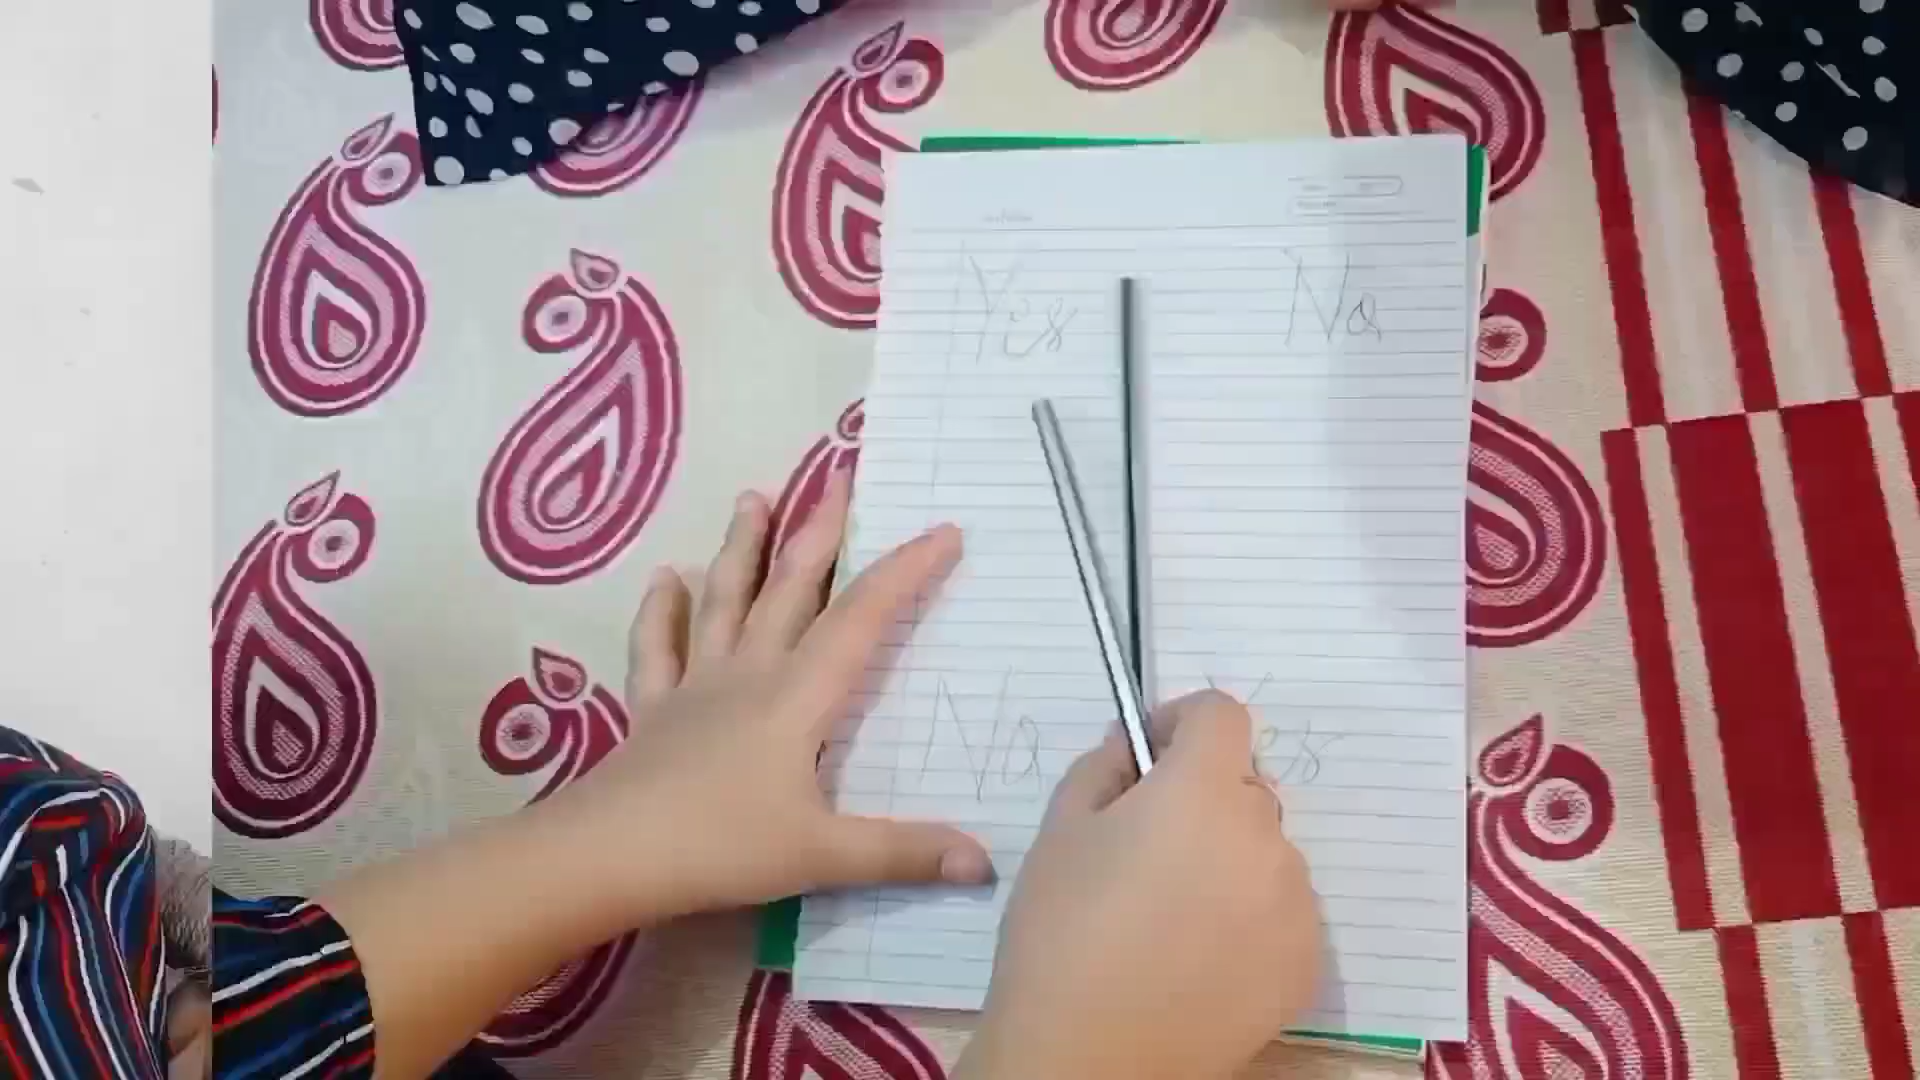 Yes No
No Yes